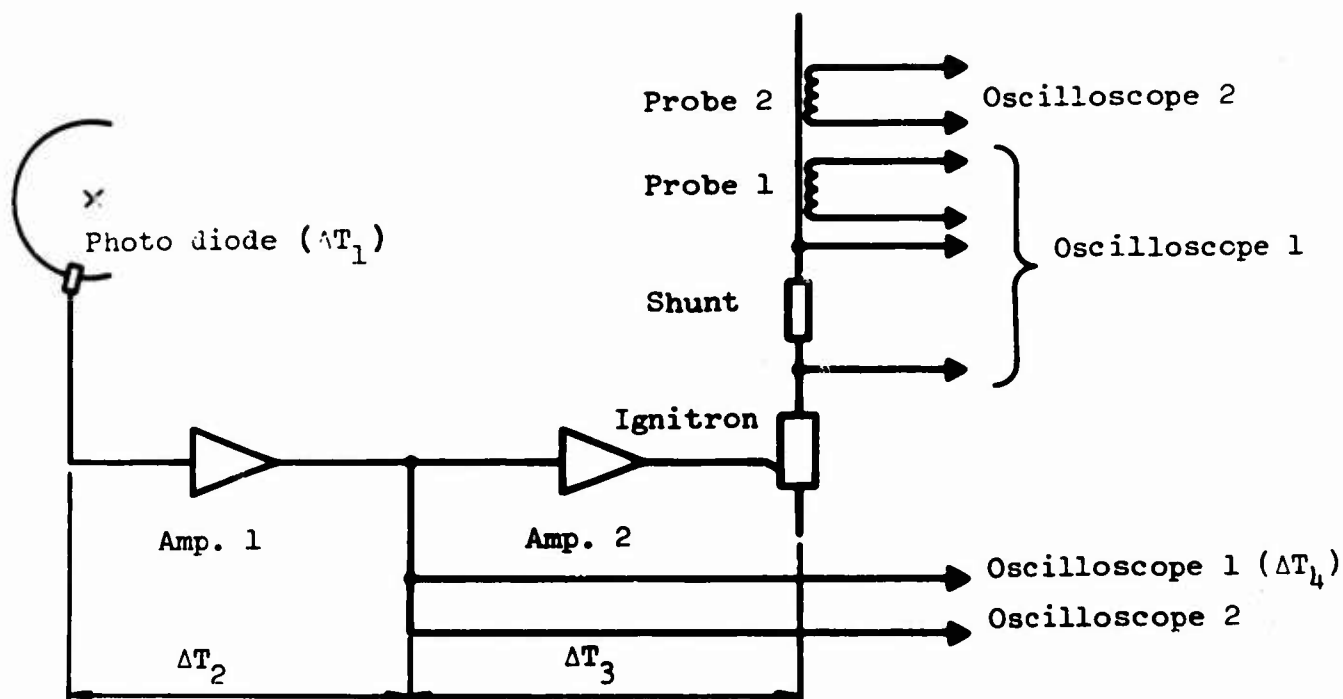 Probe 2
Oscilloscope 2
Probe 1
Photo diode (ΔT₁)
Oscilloscope 1
Shunt
Ignitron
Amp. 1
Amp. 2
Oscilloscope 1 (ΔT₄)
Oscilloscope 2
ΔT₂
ΔT₃